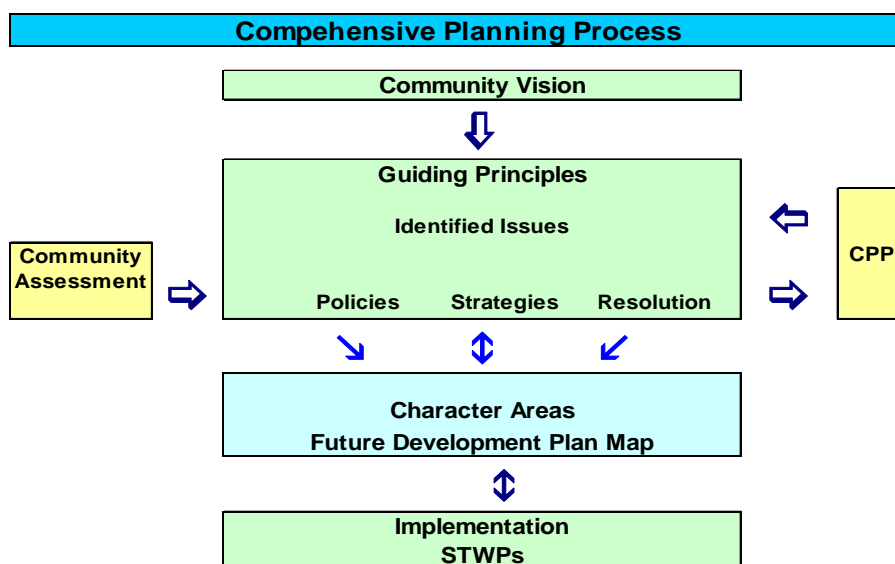 Compehensive Planning Process
Community Vision
Guiding Principles
Identified Issues
Community
Assessment
CPP
Policies Strategies Resolution
Character Areas
Future Development Plan Map
Implementation
STWPs